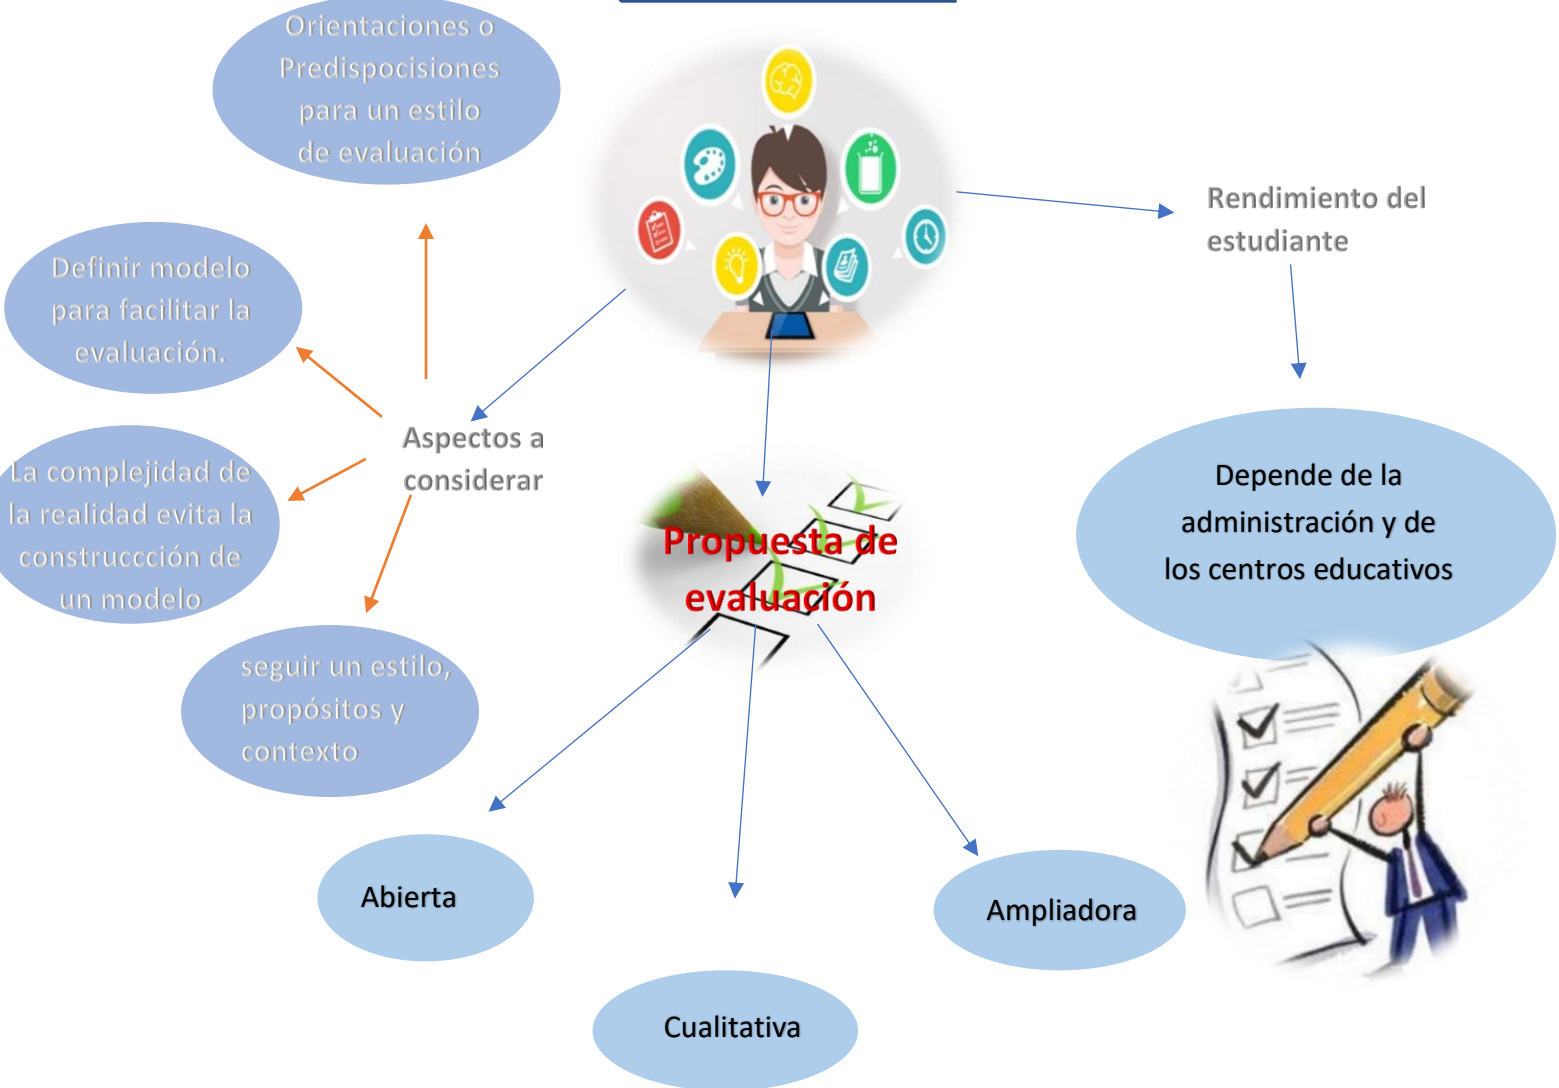 Orientaciones o
Predispocisiones
para un estilo
de evaluación
Rendimiento del
estudiante
Definir modelo
para facilitar la
evaluación.
Aspectos a
considerar
La complejidad de
la realidad evita la
construccción de
un modelo
Depende de la
administración y de
los centros educativos
Propuesta de
evaluación
seguir un estilo,
propósitos y
contexto
Abierta
Ampliadora
Cualitativa